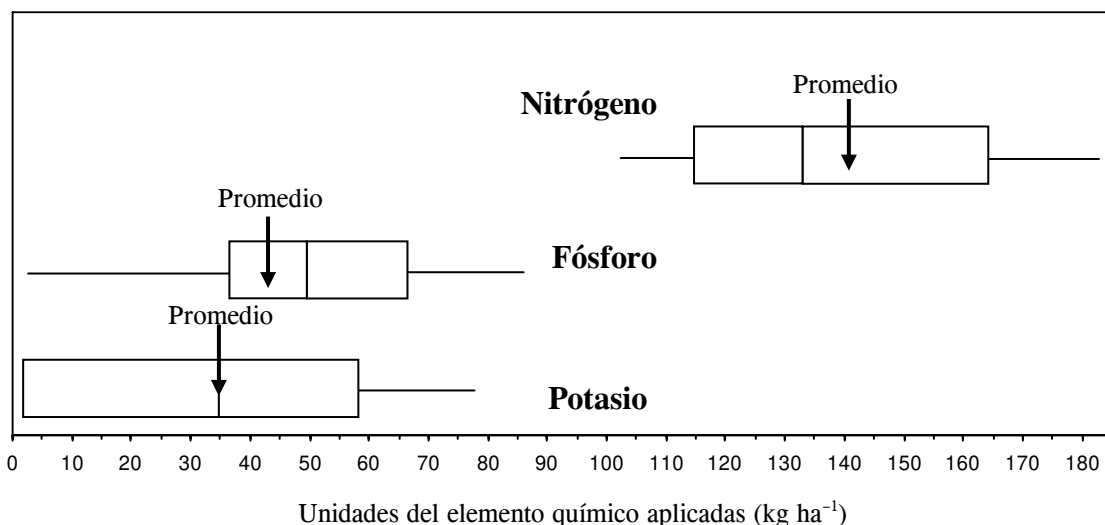 Promedio
Nitrógeno
Promedio
Fósforo
Promedio
Potasio
0 10 20 30 40 50 60 70 80 90 100 110 120 130 140 150 160 170 180
Unidades del elemento químico aplicadas (kg ha⁻¹)